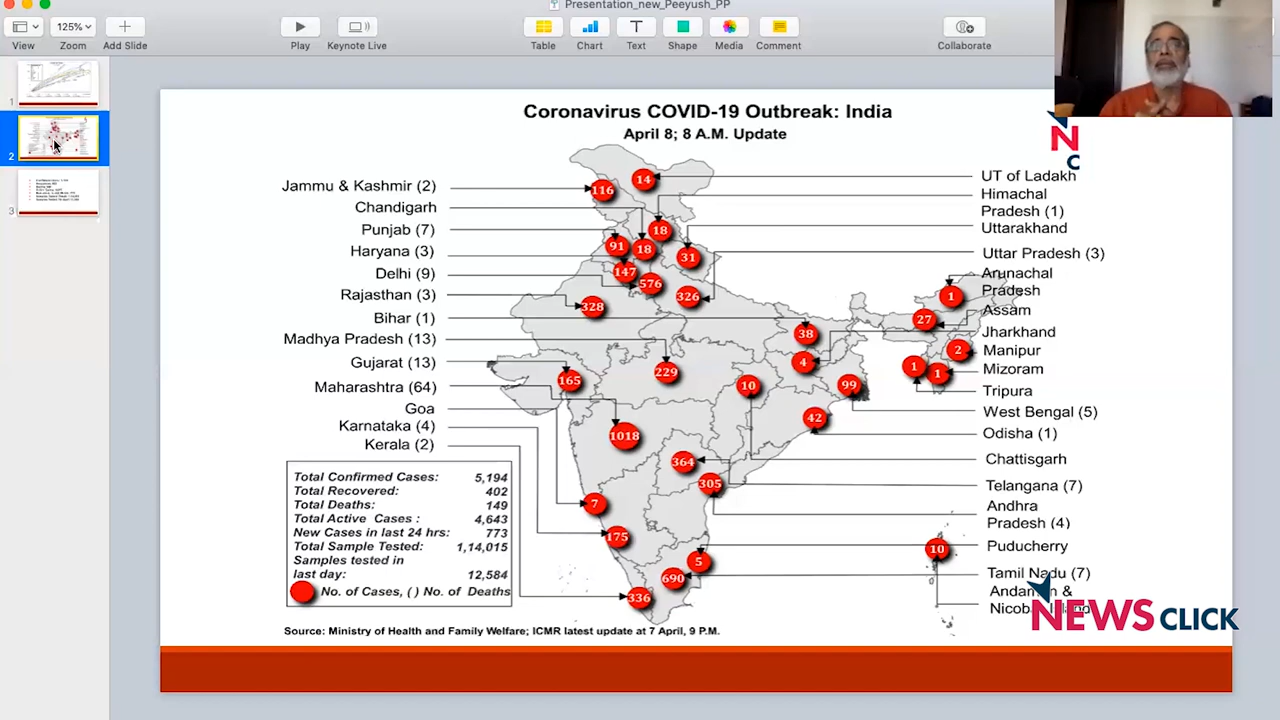 Presentation_new_Peeyush_PP
125%
View
Zoom
Add Slide
Play
Keynote Live
Table
Chart
Text
Shape
Media
Comment
Collaborate
1
2
3
Coronavirus COVID-19 Outbreak: India
April 8; 8 A.M. Update
N
C
Jammu & Kashmir (2)
Chandigarh
Punjab (7)
Haryana (3)
Delhi (9)
Rajasthan (3)
Bihar (1)
Madhya Pradesh (13)
Gujarat (13)
Maharashtra (64)
Goa
Karnataka (4)
Kerala (2)
116
14
18
91
18
31
147
576
326
328
38
4
229
165
10
99
42
1018
364
305
7
175
5
690
336
1
27
2
1
1
10
UT of Ladakh
Himachal
Pradesh (1)
Uttarakhand
Uttar Pradesh (3)
Arunachal
Pradesh
Assam
Jharkhand
Manipur
Mizoram
Tripura
West Bengal (5)
Odisha (1)
Chattisgarh
Telangana (7)
Andhra
Pradesh (4)
Puducherry
Tamil Nadu (7)
Andaman &
Nicobar Island
Total Confirmed Cases: 5,194
Total Recovered: 402
Total Deaths: 149
Total Active Cases : 4,643
New Cases in last 24 hrs: 773
Total Sample Tested: 1,14,015
Samples tested in
last day: 12,584
No. of Cases, ( ) No. of Deaths
Source: Ministry of Health and Family Welfare; ICMR latest update at 7 April, 9 P.M.
NEWSCLICK